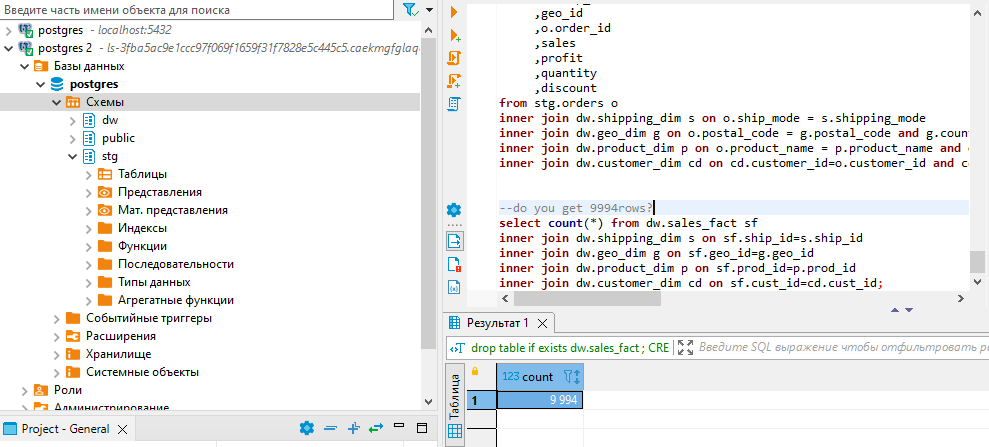 Введите часть имени объекта для поиска
postgres - localhost:5432
postgres 2 - ls-3fba5ac9e1ccc97f069f1659f31f7828e5c445c5.caekmgfglaq
Базы данных
postgres
Схемы
dw
public
stg
Таблицы
Представления
Мат. представления
Индексы
Функции
Последовательности
Типы данных
Агрегатные функции
Событийные триггеры
Расширения
Хранилище
Системные объекты
Роли
Администрование
Project - General
,geo_id
,o.order_id
,sales
,profit
,quantity
,discount
from stg.orders o
inner join dw.shipping_dim s on o.ship_mode = s.shipping_mode
inner join dw.geo_dim g on o.postal_code = g.postal_code and g.coun
inner join dw.product_dim p on o.product_name = p.product_name and
inner join dw.customer_dim cd on cd.customer_id=o.customer_id and c
--do you get 9994rows?
select count(*) from dw.sales_fact sf
inner join dw.shipping_dim s on sf.ship_id=s.ship_id
inner join dw.geo_dim g on sf.geo_id=g.geo_id
inner join dw.product_dim p on sf.prod_id=p.prod_id
inner join dw.customer_dim cd on sf.cust_id=cd.cust_id;
Результат 1
drop table if exists dw.sales_fact ; CRE
Введите SQL выражение чтобы отфильтровать ре
Таблица
123 count
1 9 994